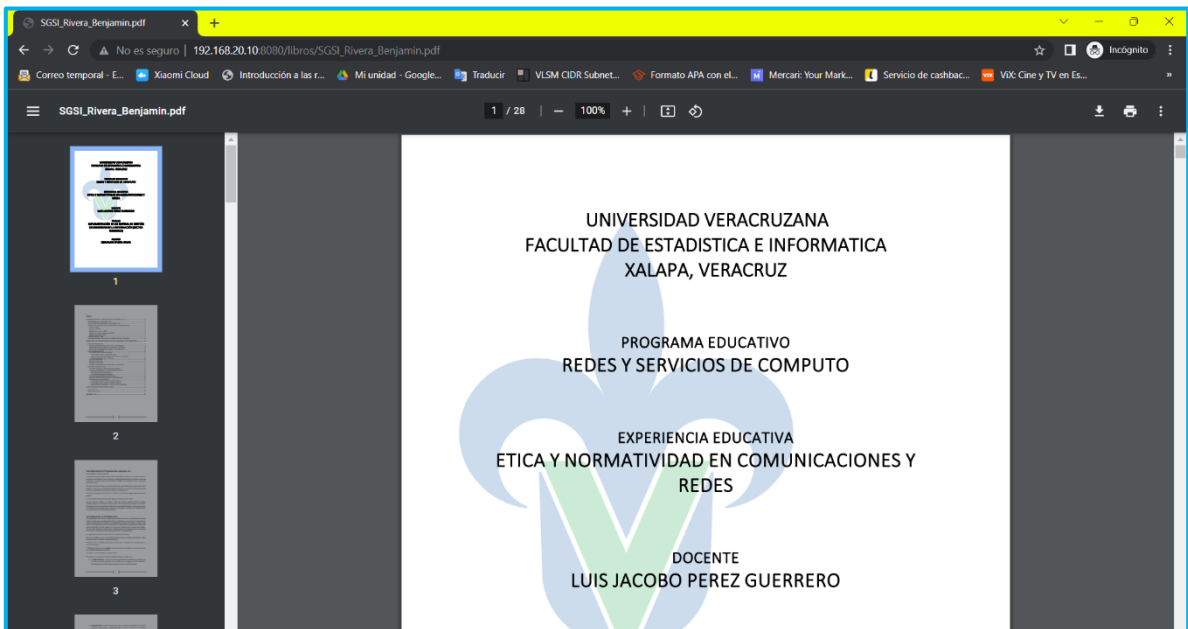 SGSI_Rivera_Benjamin.pdf
No es seguro | 192.168.20.10:8080/libros/SGSI_Rivera_Benjamin.pdf
Incógnito
Correo temporal - E... Xiaomi Cloud Introducción a las r... Mi unidad - Google... Traducir VLSM CIDR Subnet... Formato APA con el... Mercari: Your Mark... Servicio de cashbac... ViX: Cine y TV en Es... »
SGSI_Rivera_Benjamin.pdf 1 / 28 | − 100% + |
1
2
3
UNIVERSIDAD VERACRUZANA
FACULTAD DE ESTADISTICA E INFORMATICA
XALAPA, VERACRUZ
PROGRAMA EDUCATIVO
REDES Y SERVICIOS DE COMPUTO
EXPERIENCIA EDUCATIVA
ETICA Y NORMATIVIDAD EN COMUNICACIONES Y
REDES
DOCENTE
LUIS JACOBO PEREZ GUERRERO